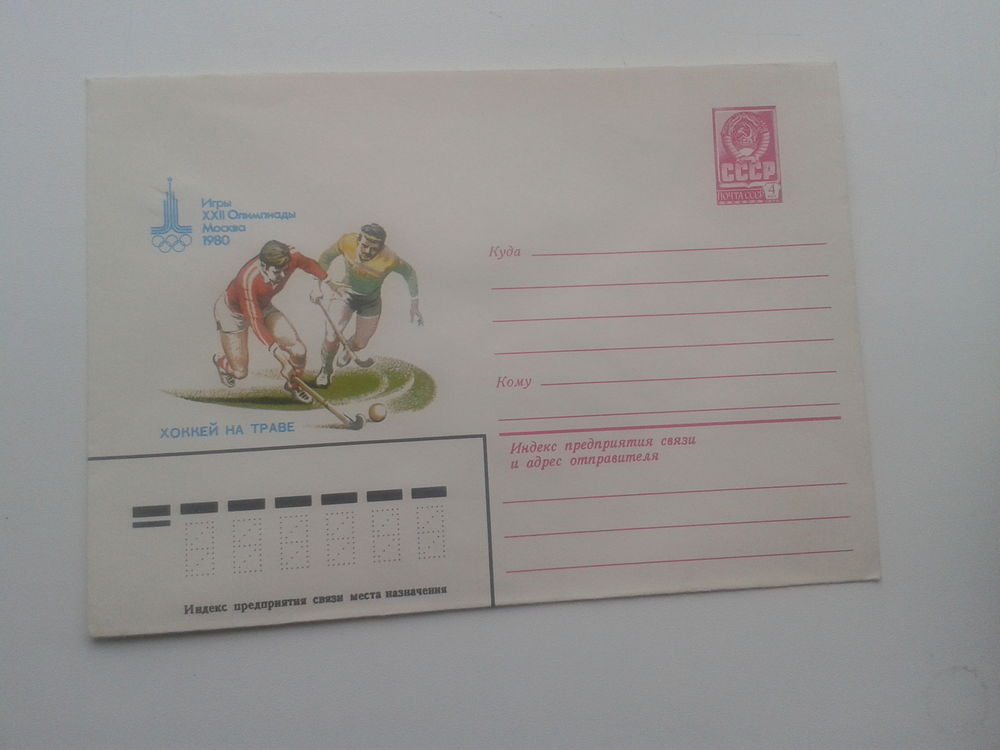 Игры
XXII Олимпиады
Москва
1980
ХОККЕЙ НА ТРАВЕ
СССР
ПОЧТА СССР 4
Куда
Кому
Индекс предприятия связи
и адрес отправителя
Индекс предприятия связи места назначения